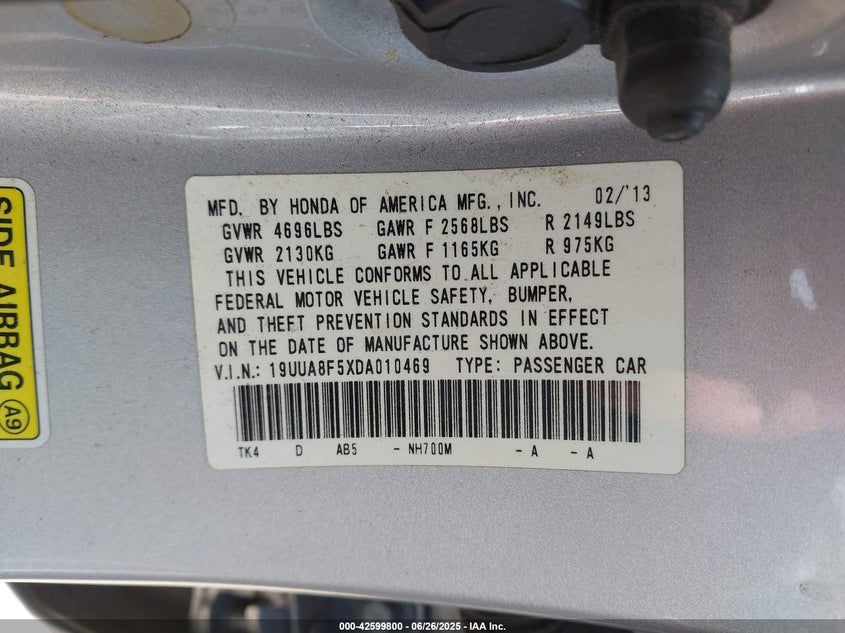 MFD. BY HONDA OF AMERICA MFG., INC. 02/'13
GVWR 4696LBS GAWR F 2568LBS R 2149LBS
GVWR 2130KG GAWR F 1165KG R 975KG
THIS VEHICLE CONFORMS TO ALL APPLICABLE
FEDERAL MOTOR VEHICLE SAFETY, BUMPER,
AND THEFT PREVENTION STANDARDS IN EFFECT
ON THE DATE OF MANUFACTURE SHOWN ABOVE.
V.I.N.: 19UUA8F5XDA010469 TYPE: PASSENGER CAR
TK4 D AB5 - NH700M - A - A
SIDE AIRBAG A9
000-42599800 - 06/26/2025 - IAA Inc.